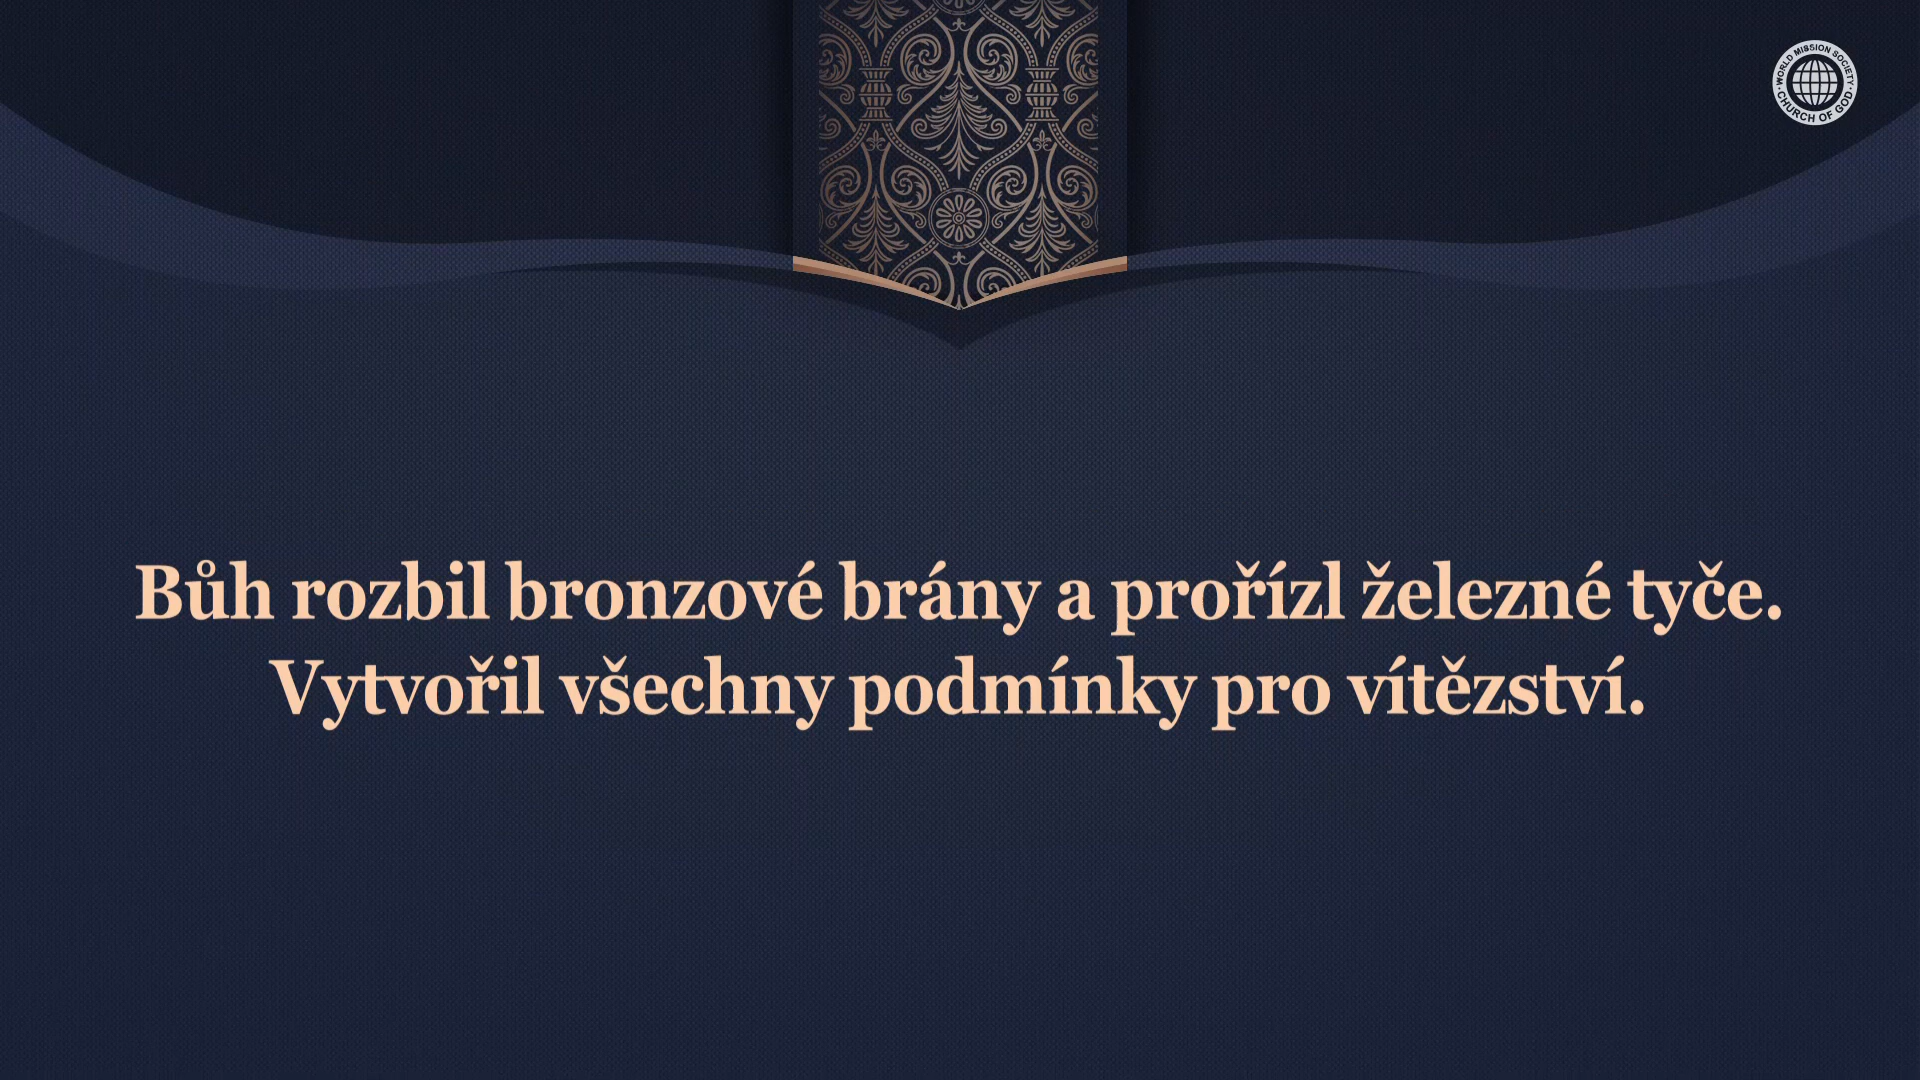 WORLD MISSION SOCIETY
CHURCH OF GOD
Bůh rozbil bronzové brány a prořízl železné tyče.
Vytvořil všechny podmínky pro vítězství.